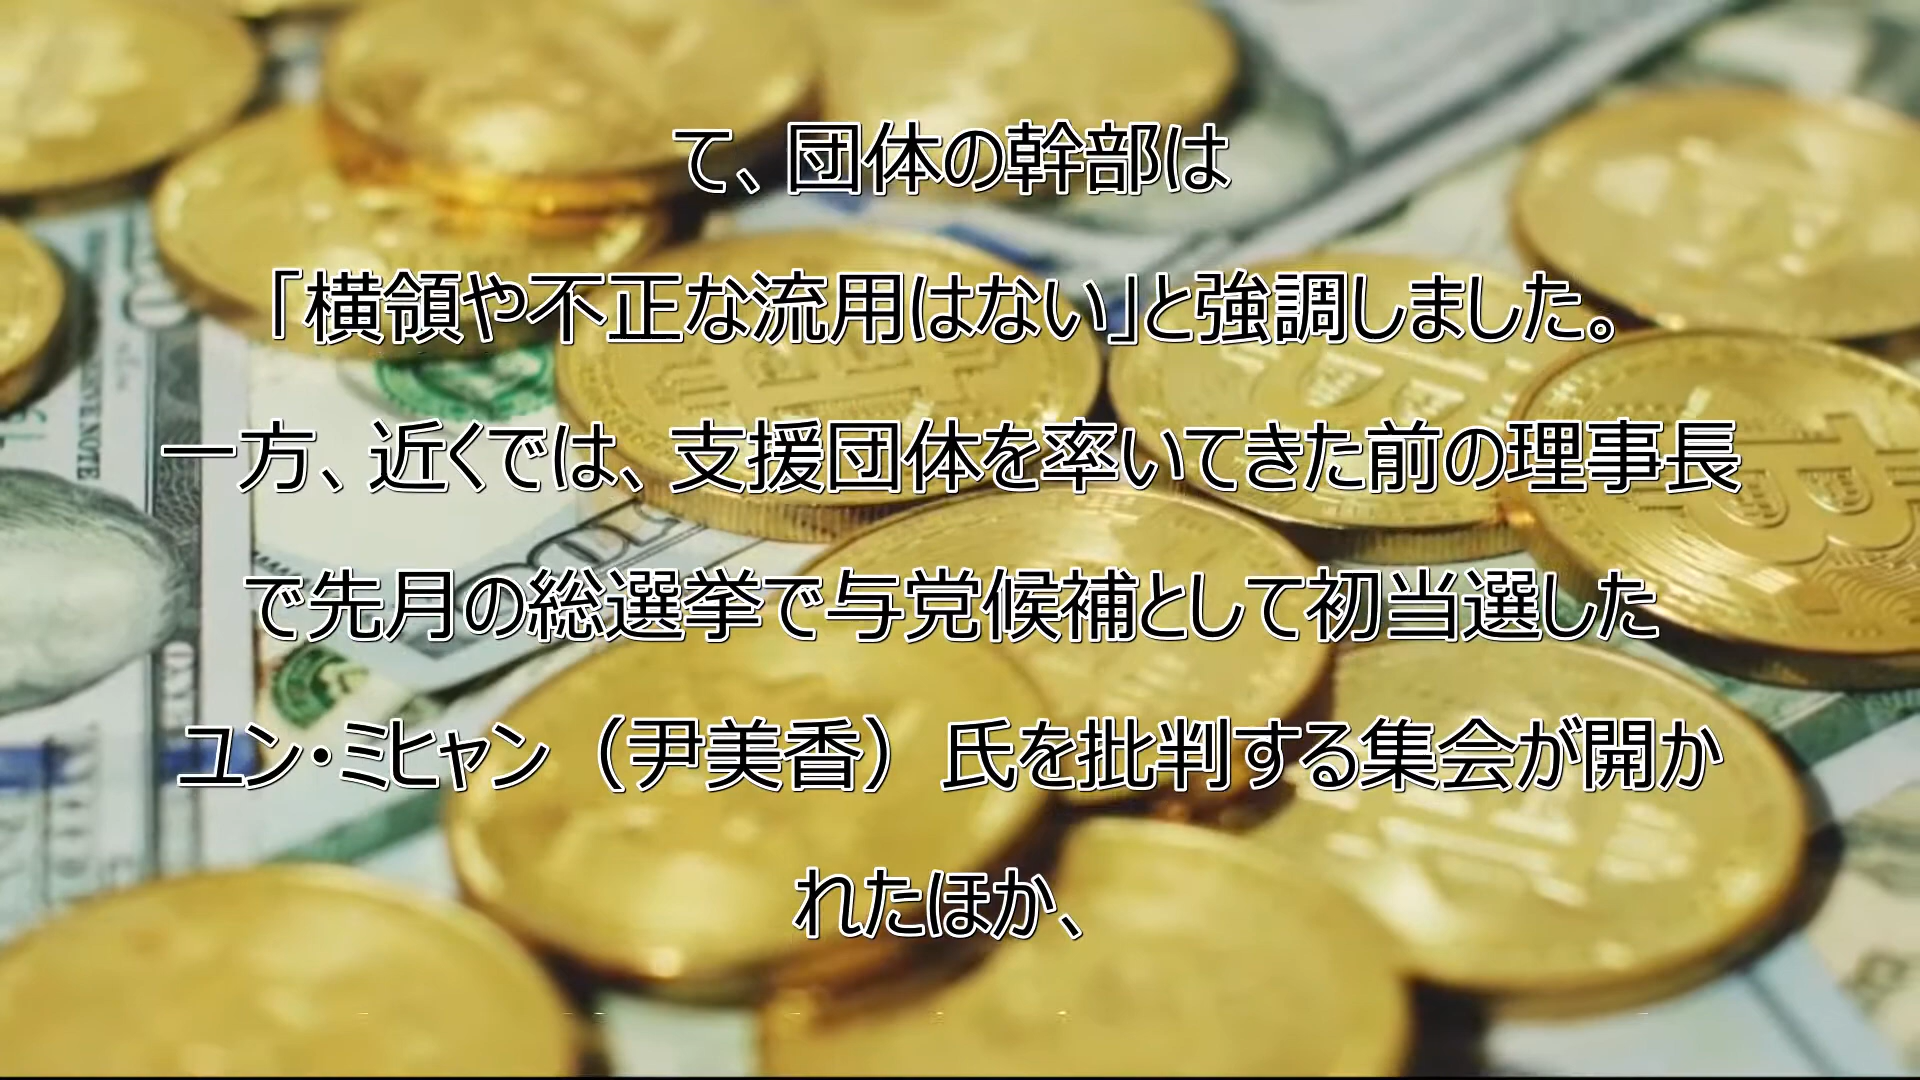 て、団体の幹部は
「横領や不正な流用はない」と強調しました。
一方、近くでは、支援団体を率いてきた前の理事長
で先月の総選挙で与党候補として初当選した
ユン・ミヒャン（尹美香）氏を批判する集会が開か
れたほか、